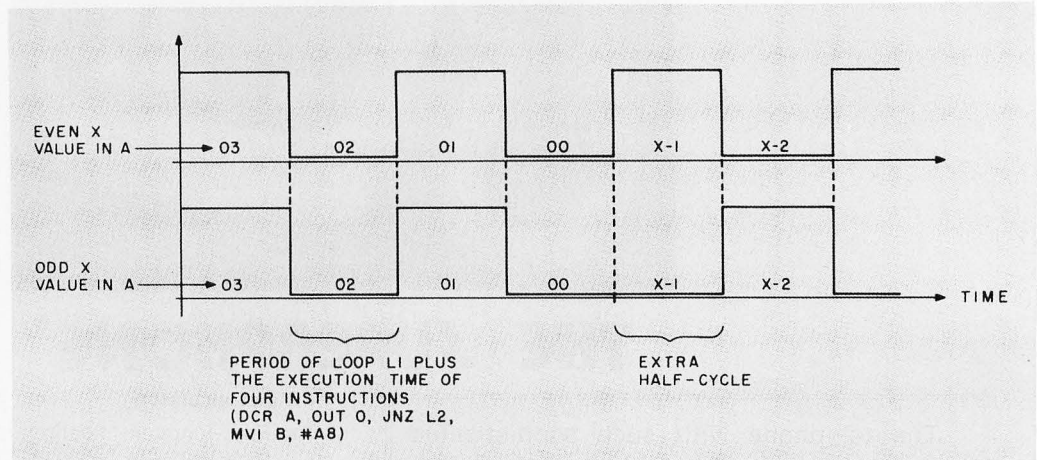 EVEN X
VALUE IN A
03 02 01 00 X-1 X-2
ODD X
VALUE IN A
03 02 01 00 X-1 X-2
TIME
PERIOD OF LOOP L1 PLUS
THE EXECUTION TIME OF
FOUR INSTRUCTIONS
(DCR A, OUT 0, JNZ L2,
MVI B, #A8)
EXTRA
HALF-CYCLE